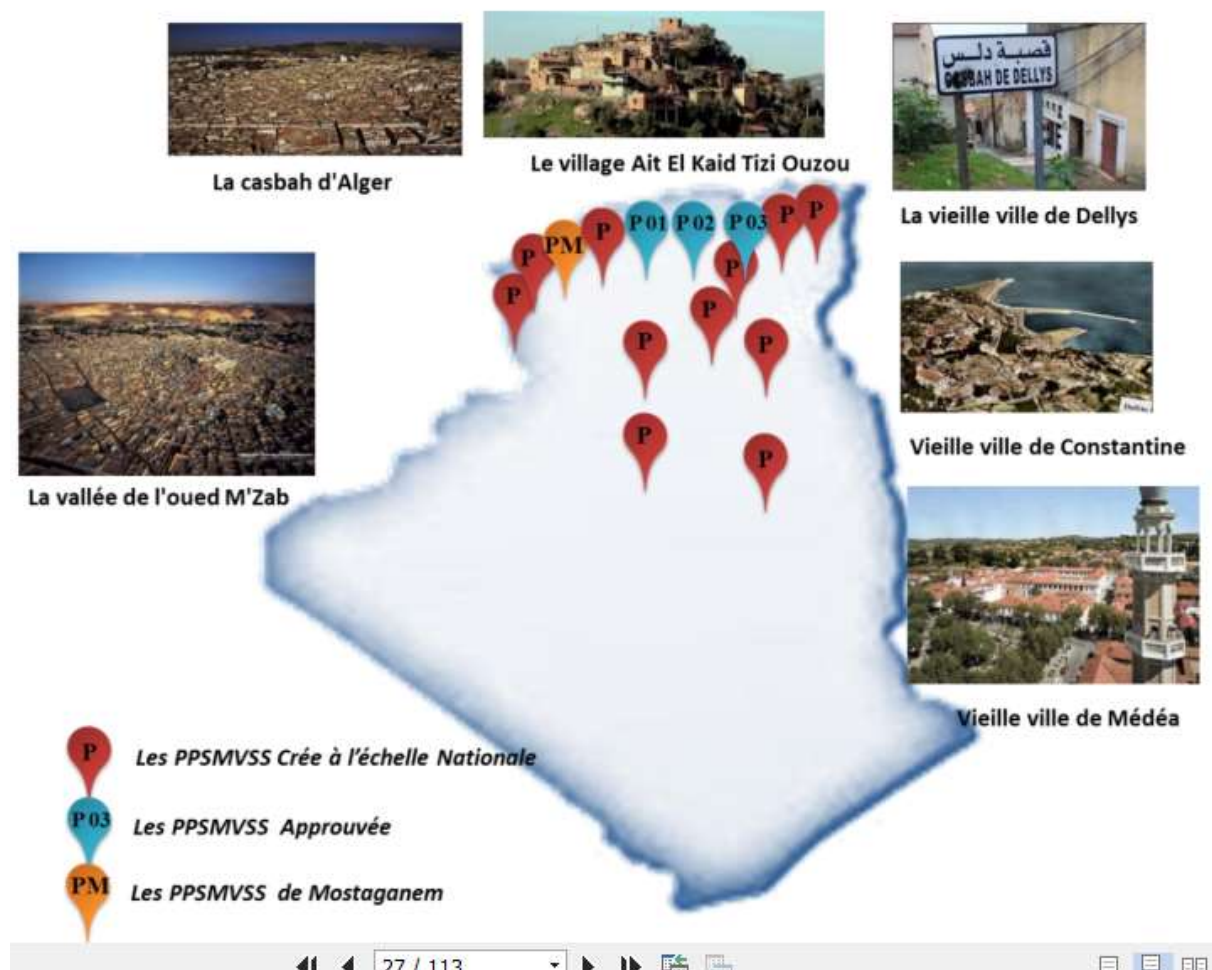 La casbah d'Alger
Le village Ait El Kaid Tizi Ouzou
قصبة دلس
CASBAH DE DELLYS
La vieille ville de Dellys
La vallée de l'oued M'Zab
Vieille ville de Constantine
Vieille ville de Médéa
P
P
PM
P
P 01
P 02
P 03
P
P
P
P
P
P
P
P
P
Les PPSMVSS Crée à l'échelle Nationale
P 03
Les PPSMVSS Approuvée
PM
Les PPSMVSS de Mostaganem
27 / 113